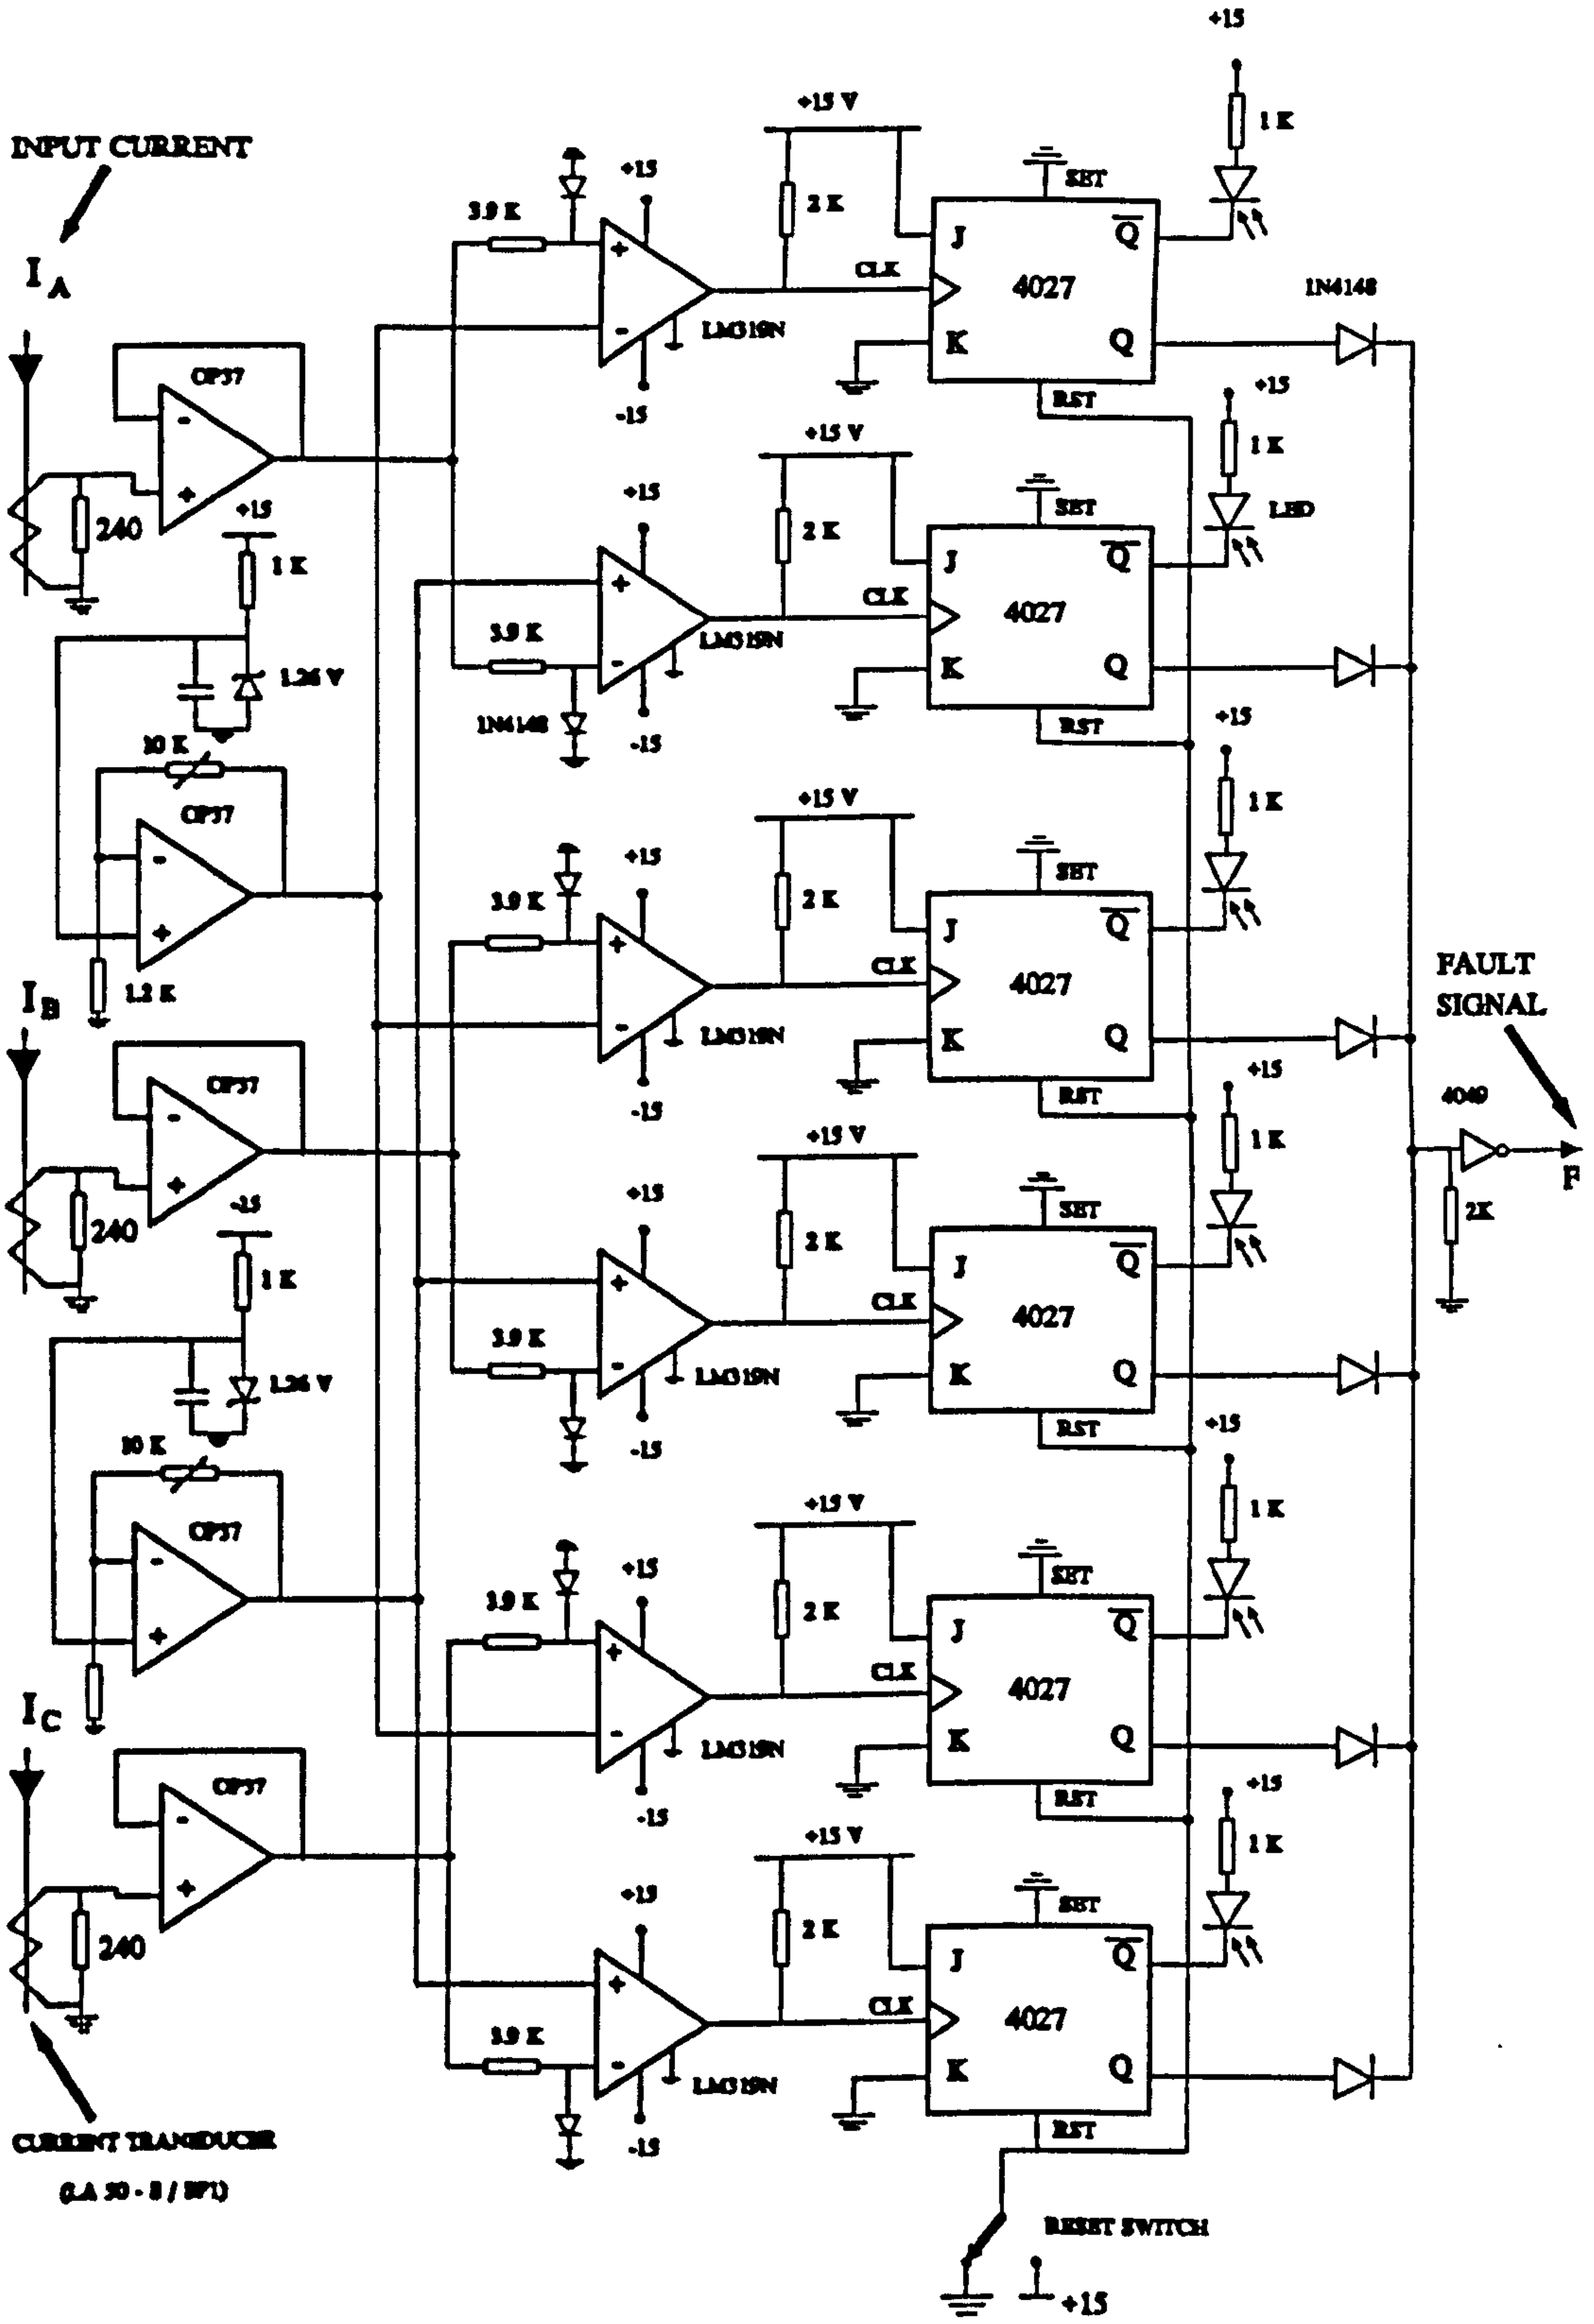 +15
INPUT CURRENT
+15 V
1 K
SET
+15
3.9 K
2 K
J
Q
I A
CLK
4027
1N4148
+
-
LM319N
K
Q
OP37
-15
RST
+15
-
+15 V
1 K
+
240
+15
+15
SET
LED
2 K
J
Q
1 K
+
CLK
4027
3.9 K
LM319N
1.26 V
-
K
Q
1N4148
-15
RST
+15
10 K
+15 V
1 K
OP37
+15
SET
-
3.9 K
2 K
J
Q
+
+
CLK
4027
FAULT
SIGNAL
I B
1.2 K
-
LM319N
K
Q
OP37
-15
RST
+15
4049
-
+15 V
1 K
+
+15
SET
F
240
-15
2 K
J
Q
2K
1 K
+
CLK
4027
3.9 K
-
LM319N
K
Q
1.26 V
-15
RST
+15
10 K
+15 V
1 K
OP37
+15
SET
-
3.9 K
2 K
J
Q
+
+
CLK
4027
I C
-
LM319N
K
Q
OP37
-15
RST
+15
-
+15 V
1 K
+
+15
SET
240
2 K
J
Q
+
CLK
4027
3.9 K
-
LM319N
K
Q
CURRENT TRANSDUCER
-15
RST
RESET SWITCH
+15